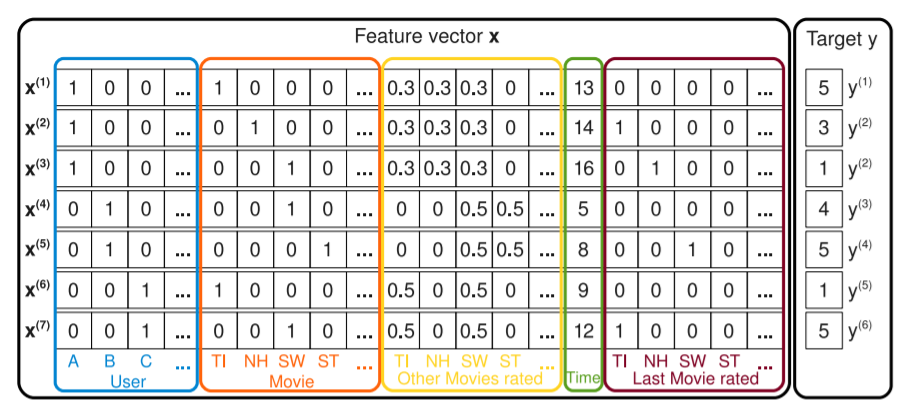 Feature vector x Target y
x(1) 1 0 0 ... 1 0 0 0 ... 0.3 0.3 0.3 0 ... 13 0 0 0 0 ... 5 y(1)
x(2) 1 0 0 ... 0 1 0 0 ... 0.3 0.3 0.3 0 ... 14 1 0 0 0 ... 3 y(2)
x(3) 1 0 0 ... 0 0 1 0 ... 0.3 0.3 0.3 0 ... 16 0 1 0 0 ... 1 y(2)
x(4) 0 1 0 ... 0 0 1 0 ... 0 0 0.5 0.5 ... 5 0 0 0 0 ... 4 y(3)
x(5) 0 1 0 ... 0 0 0 1 ... 0 0 0.5 0.5 ... 8 0 0 1 0 ... 5 y(4)
x(6) 0 0 1 ... 1 0 0 0 ... 0.5 0 0.5 0 ... 9 0 0 0 0 ... 1 y(5)
x(7) 0 0 1 ... 0 0 1 0 ... 0.5 0 0.5 0 ... 12 1 0 0 0 ... 5 y(6)
A B C ... TI NH SW ST ... TI NH SW ST ... TI NH SW ST ...
User Movie Other Movies rated Time Last Movie rated